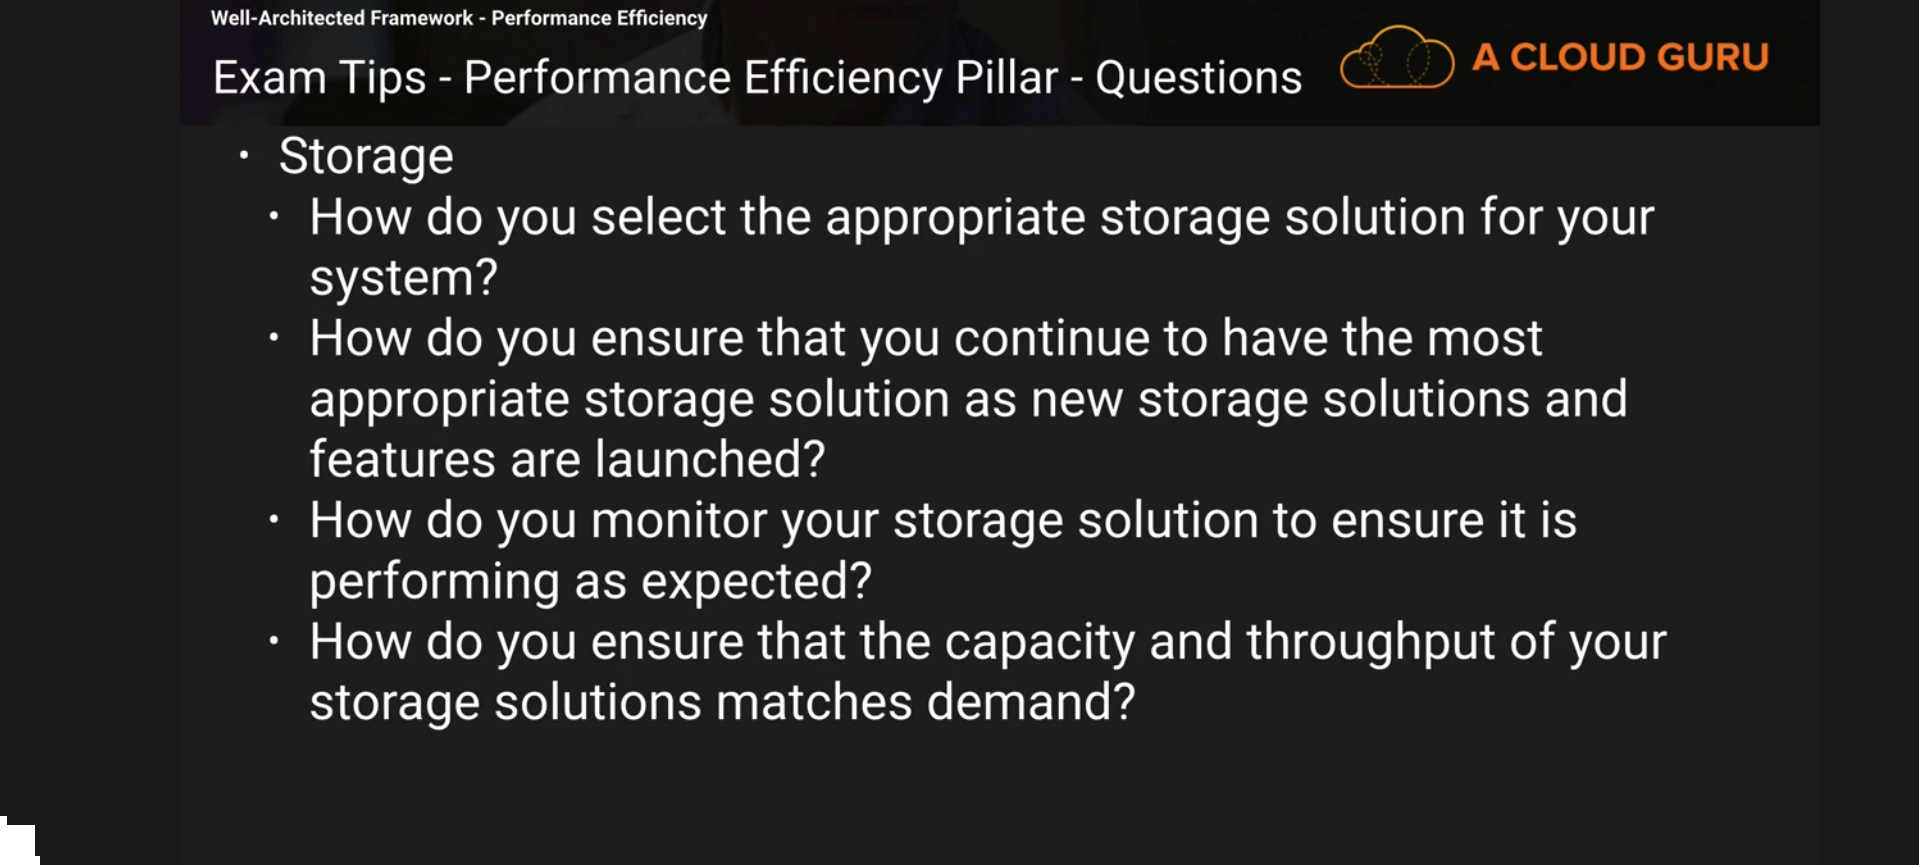 Well-Architected Framework - Performance Efficiency
Exam Tips - Performance Efficiency Pillar - Questions
A CLOUD GURU
• Storage
• How do you select the appropriate storage solution for your
system?
• How do you ensure that you continue to have the most
appropriate storage solution as new storage solutions and
features are launched?
• How do you monitor your storage solution to ensure it is
performing as expected?
• How do you ensure that the capacity and throughput of your
storage solutions matches demand?